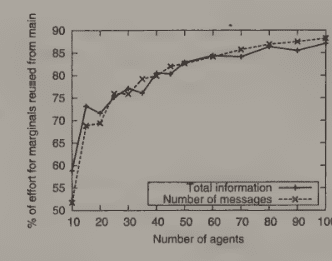 % of effort for marginals reused from main
90
85
80
75
70
65
60
55
50
Total information
Number of messages
10 20 30 40 50 60 70 80 90 100
Number of agents